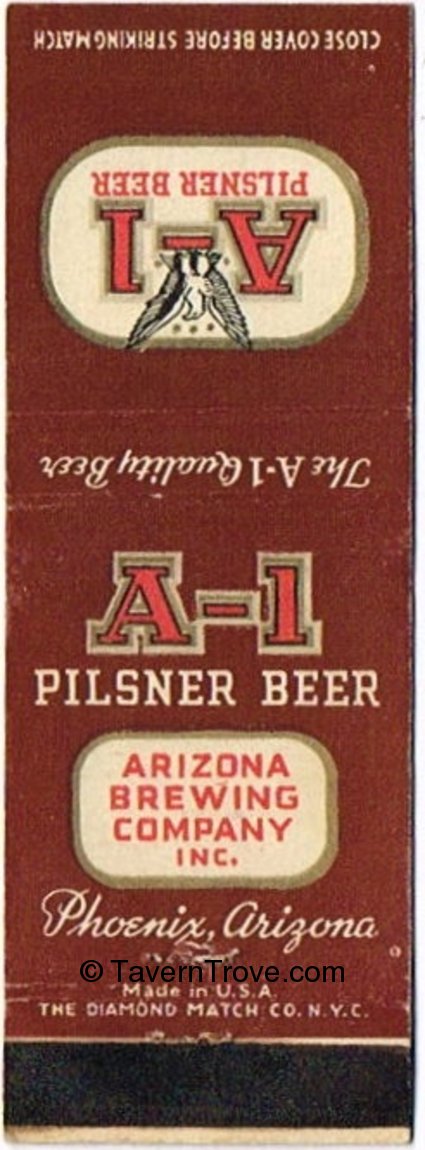 CLOSE COVER BEFORE STRIKING MATCH
A-1
PILSNER BEER
The A-1 Quality Beer
A-1
PILSNER BEER
ARIZONA
BREWING
COMPANY
INC.
Phoenix, Arizona
© TavernTrove.com
Made in U.S.A.
THE DIAMOND MATCH CO. N.Y.C.